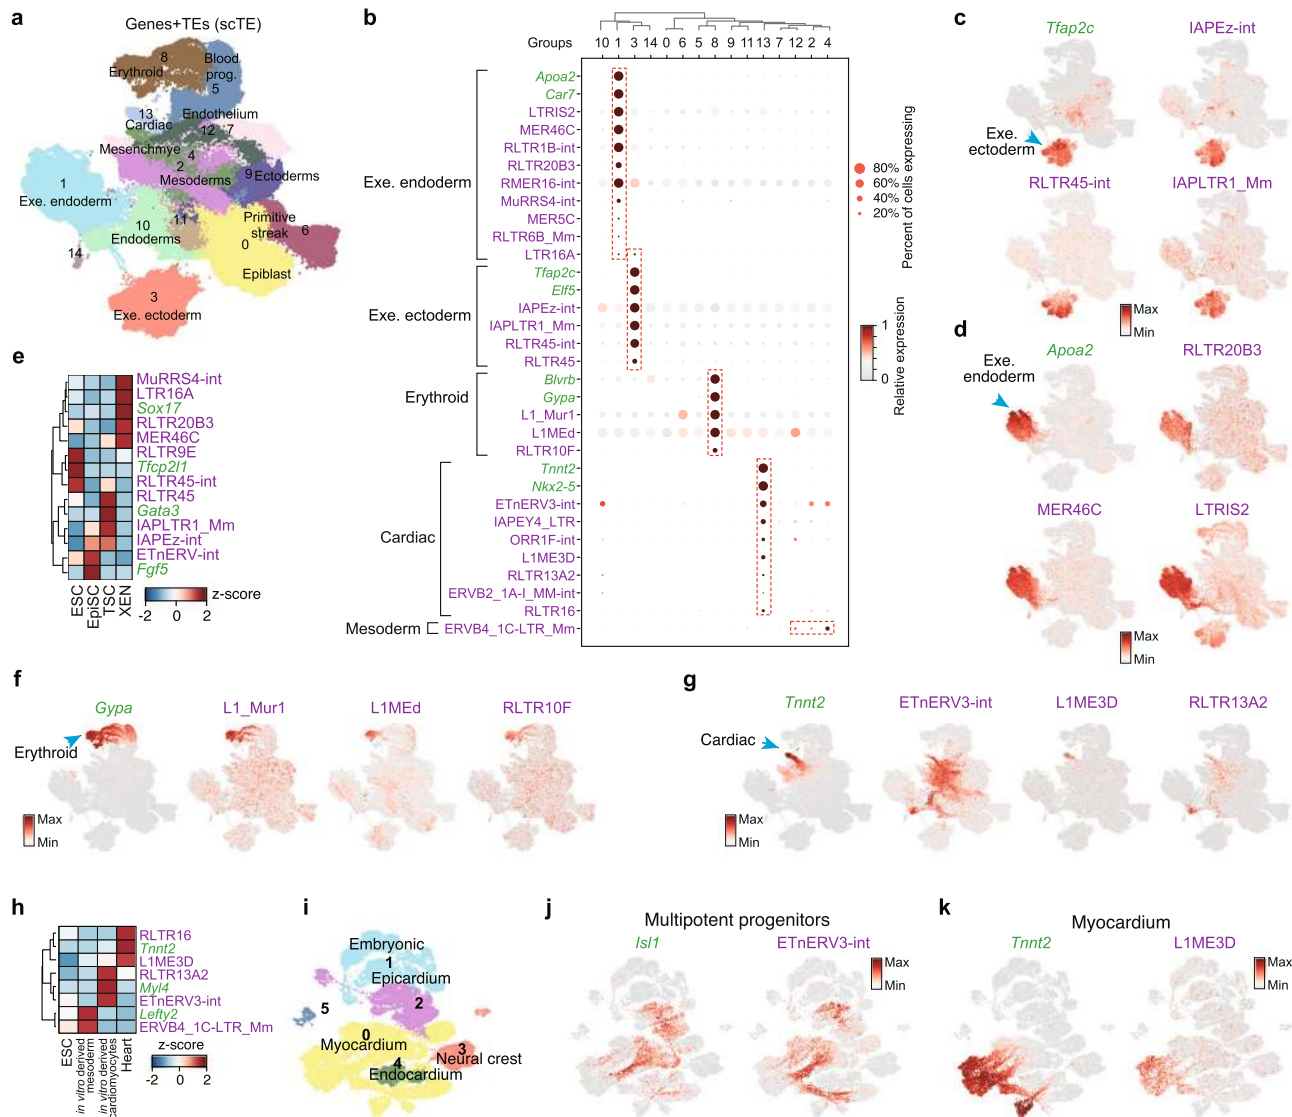 a
Genes+TEs (scTE)
8
Erythroid
Blood
prog.
5
13
Cardiac
Endothelium
12
7
Mesenchmye
4
2
Mesoderms
9
Ectoderms
1
Exe. endoderm
11
10
Endoderms
Primitive
streak
6
0
14
Epiblast
3
Exe. ectoderm
b
Groups
10 1 3 14 0 6 5 8 9 11 13 7 12 2 4
Exe. endoderm
Apoa2
Car7
LTRIS2
MER46C
RLTR1B-int
RLTR20B3
RMER16-int
MuRRS4-int
MER5C
RLTR6B_Mm
LTR16A
Exe. ectoderm
Tfap2c
Elf5
IAPEz-int
IAPLTR1_Mm
RLTR45-int
RLTR45
Erythroid
Blvrb
Gypa
L1_Mur1
L1MEd
RLTR10F
Cardiac
Tnnt2
Nkx2-5
ETnERV3-int
IAPEY4_LTR
ORR1F-int
L1ME3D
RLTR13A2
ERVB2_1A-I_MM-int
RLTR16
Mesoderm
ERVB4_1C-LTR_Mm
80%
60%
40%
20%
Percent of cells expressing
1
0
Relative expression
c
Tfap2c
IAPEz-int
Exe.
ectoderm
RLTR45-int
IAPLTR1_Mm
Max
Min
d
Apoa2
RLTR20B3
Exe.
endoderm
MER46C
LTRIS2
Max
Min
e
MuRRS4-int
LTR16A
Sox17
RLTR20B3
MER46C
RLTR9E
Tfcp2l1
RLTR45-int
RLTR45
Gata3
IAPLTR1_Mm
IAPEz-int
ETnERV-int
Fgf5
ESC
EpiSC
TSC
XEN
z-score
-2 0 2
f
Gypa
L1_Mur1
L1MEd
RLTR10F
Erythroid
Max
Min
g
Tnnt2
ETnERV3-int
L1ME3D
RLTR13A2
Cardiac
Max
Min
h
RLTR16
Tnnt2
L1ME3D
RLTR13A2
Myl4
ETnERV3-int
Lefty2
ERVB4_1C-LTR_Mm
ESC
in vitro derived
mesoderm
in vitro derived
cardiomyocytes
Heart
z-score
-2 0 2
i
Embryonic
1
Epicardium
2
5
0
Myocardium
3
Neural crest
4
Endocardium
j
Multipotent progenitors
Isl1
ETnERV3-int
Max
Min
k
Myocardium
Tnnt2
L1ME3D
Max
Min